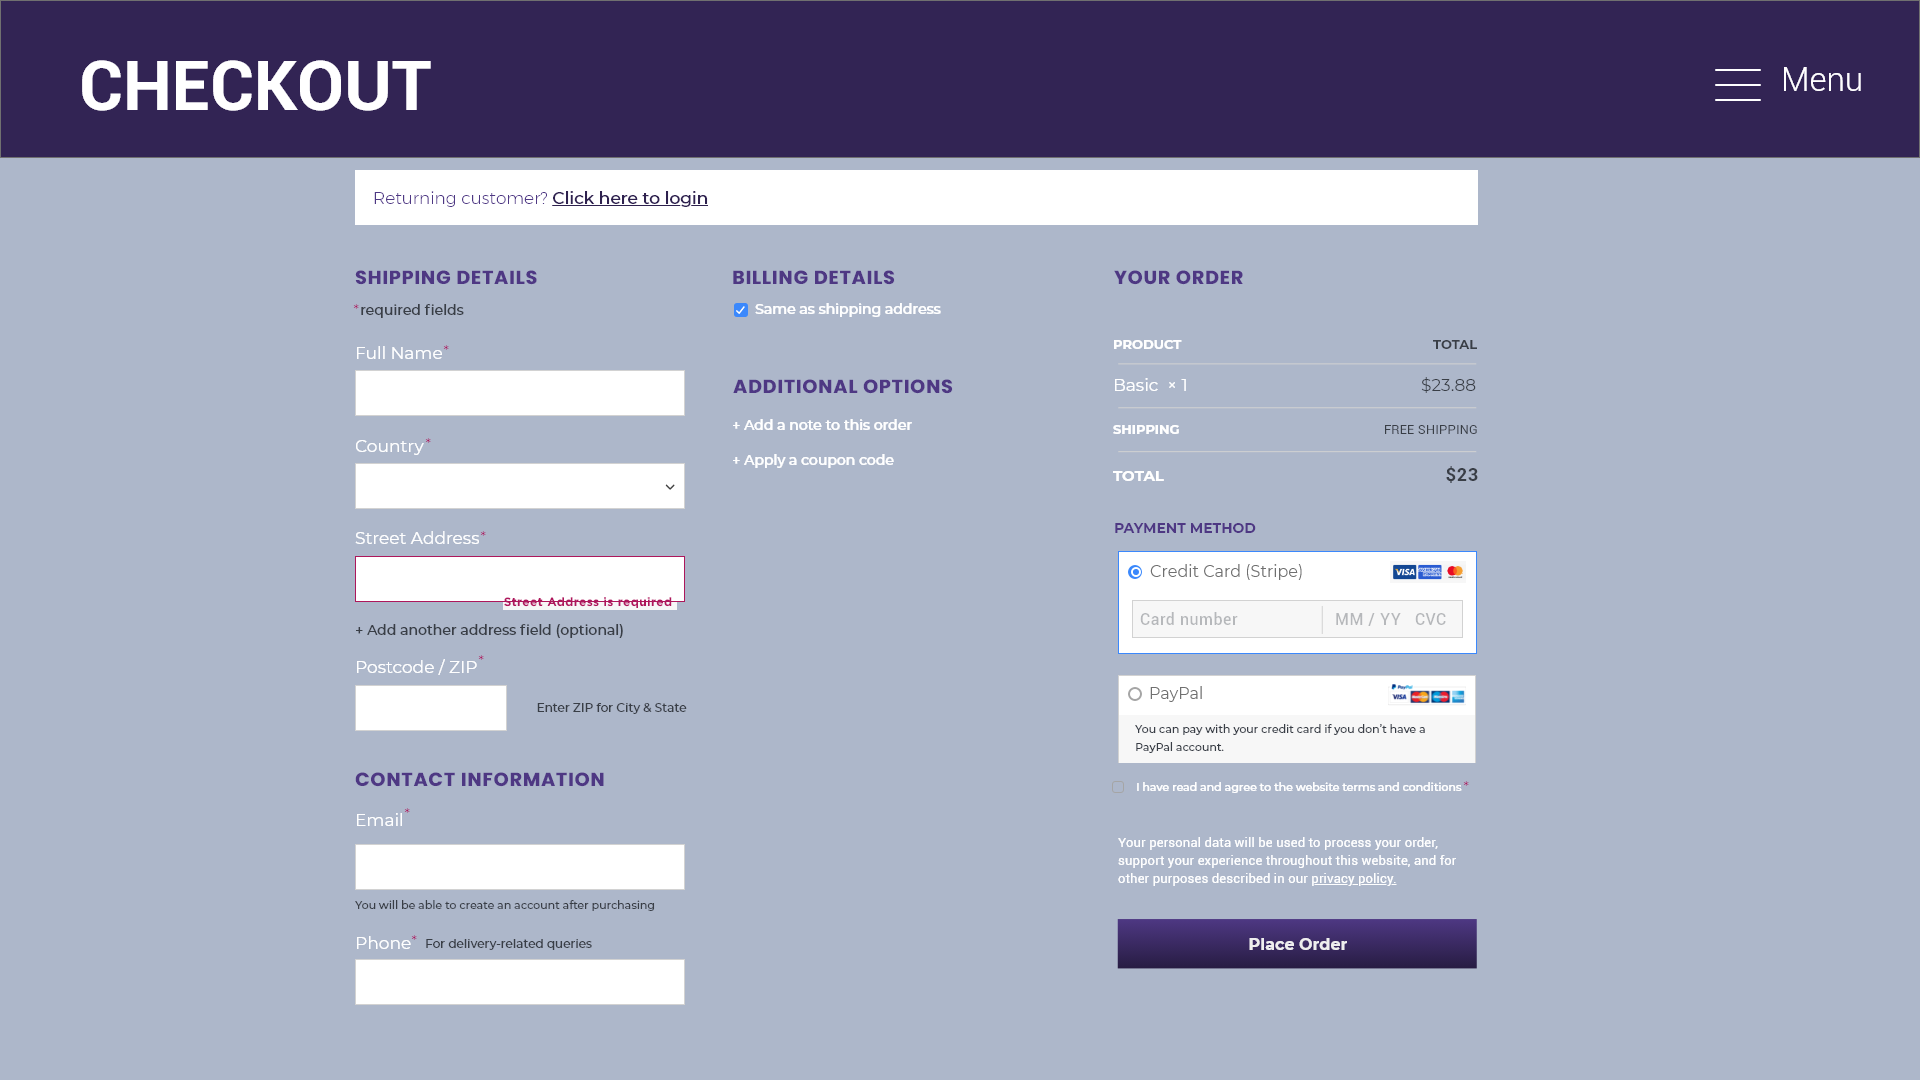 CHECKOUT
Menu
Returning customer? Click here to login
SHIPPING DETAILS
*required fields
Full Name*
Country*
Street Address*
Street Address is required
+ Add another address field (optional)
Postcode / ZIP*
Enter ZIP for City & State
CONTACT INFORMATION
Email*
You will be able to create an account after purchasing
Phone* For delivery-related queries
BILLING DETAILS
Same as shipping address
ADDITIONAL OPTIONS
+ Add a note to this order
+ Apply a coupon code
YOUR ORDER
PRODUCT TOTAL
Basic × 1 $23.88
SHIPPING FREE SHIPPING
TOTAL $23
PAYMENT METHOD
Credit Card (Stripe) VISA
Card number MM / YY CVC
PayPal
PayPal
VISA
You can pay with your credit card if you don't have a
PayPal account.
I have read and agree to the website terms and conditions*
Your personal data will be used to process your order,
support your experience throughout this website, and for
other purposes described in our privacy policy.
Place Order